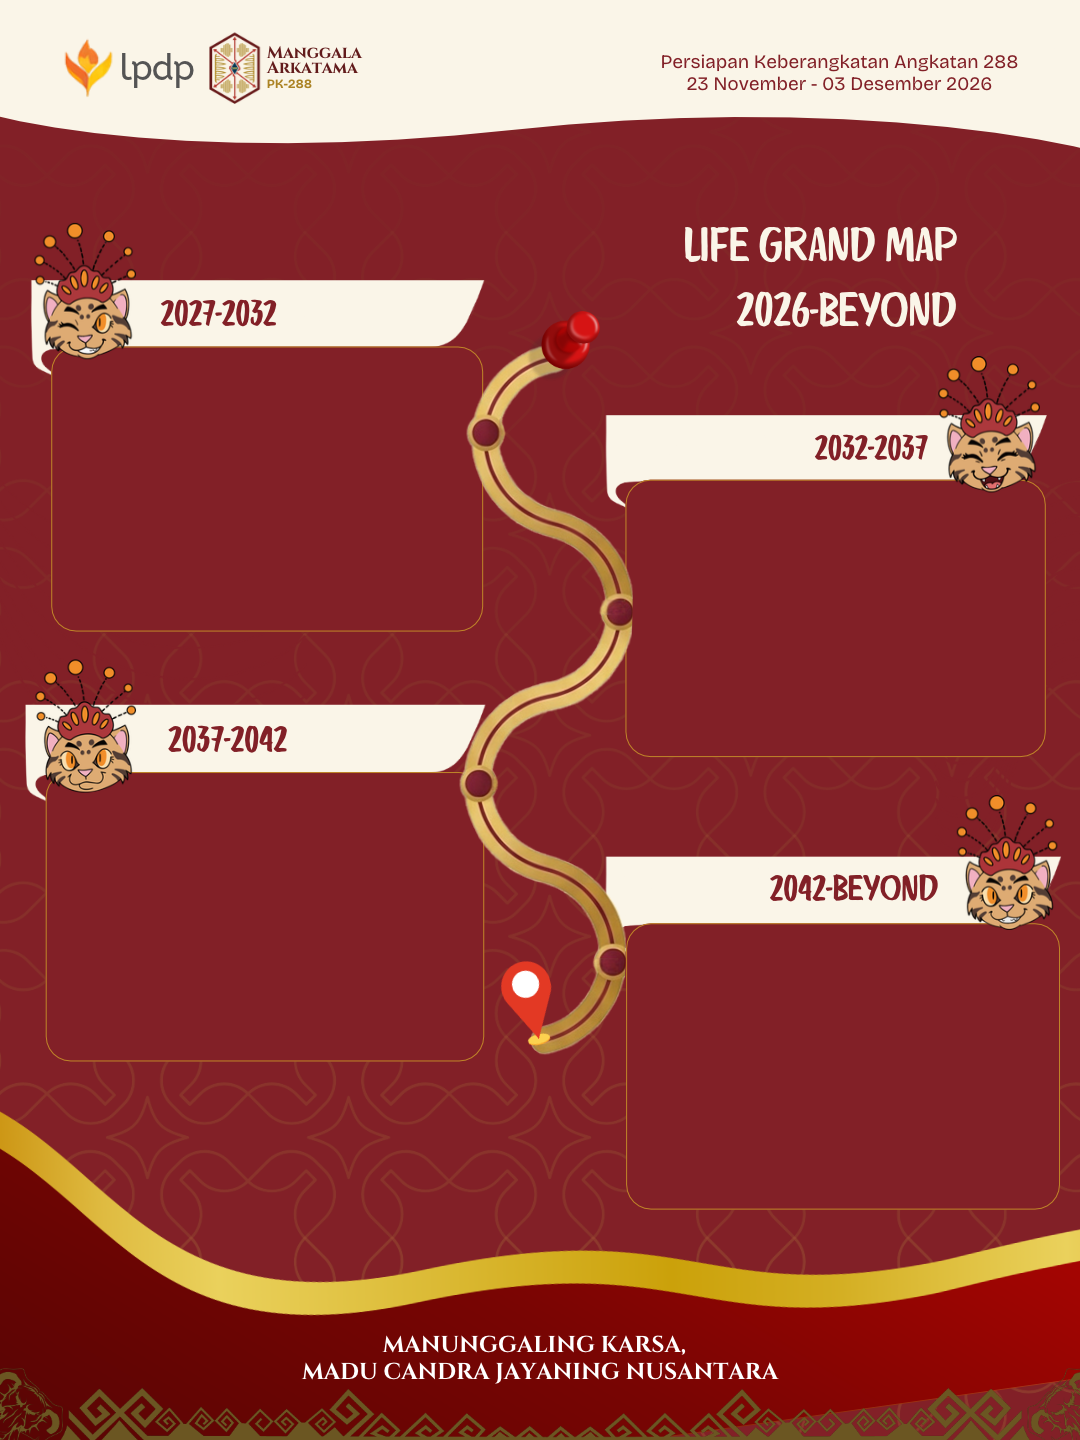 lpdp
MANGGALA
ARKATAMA
PK-288
Persiapan Keberangkatan Angkatan 288
23 November - 03 Desember 2026
LIFE GRAND MAP
2026-BEYOND
2027-2032
2032-2037
2037-2042
2042-BEYOND
MANUNGGALING KARSA,
MADU CANDRA JAYANING NUSANTARA